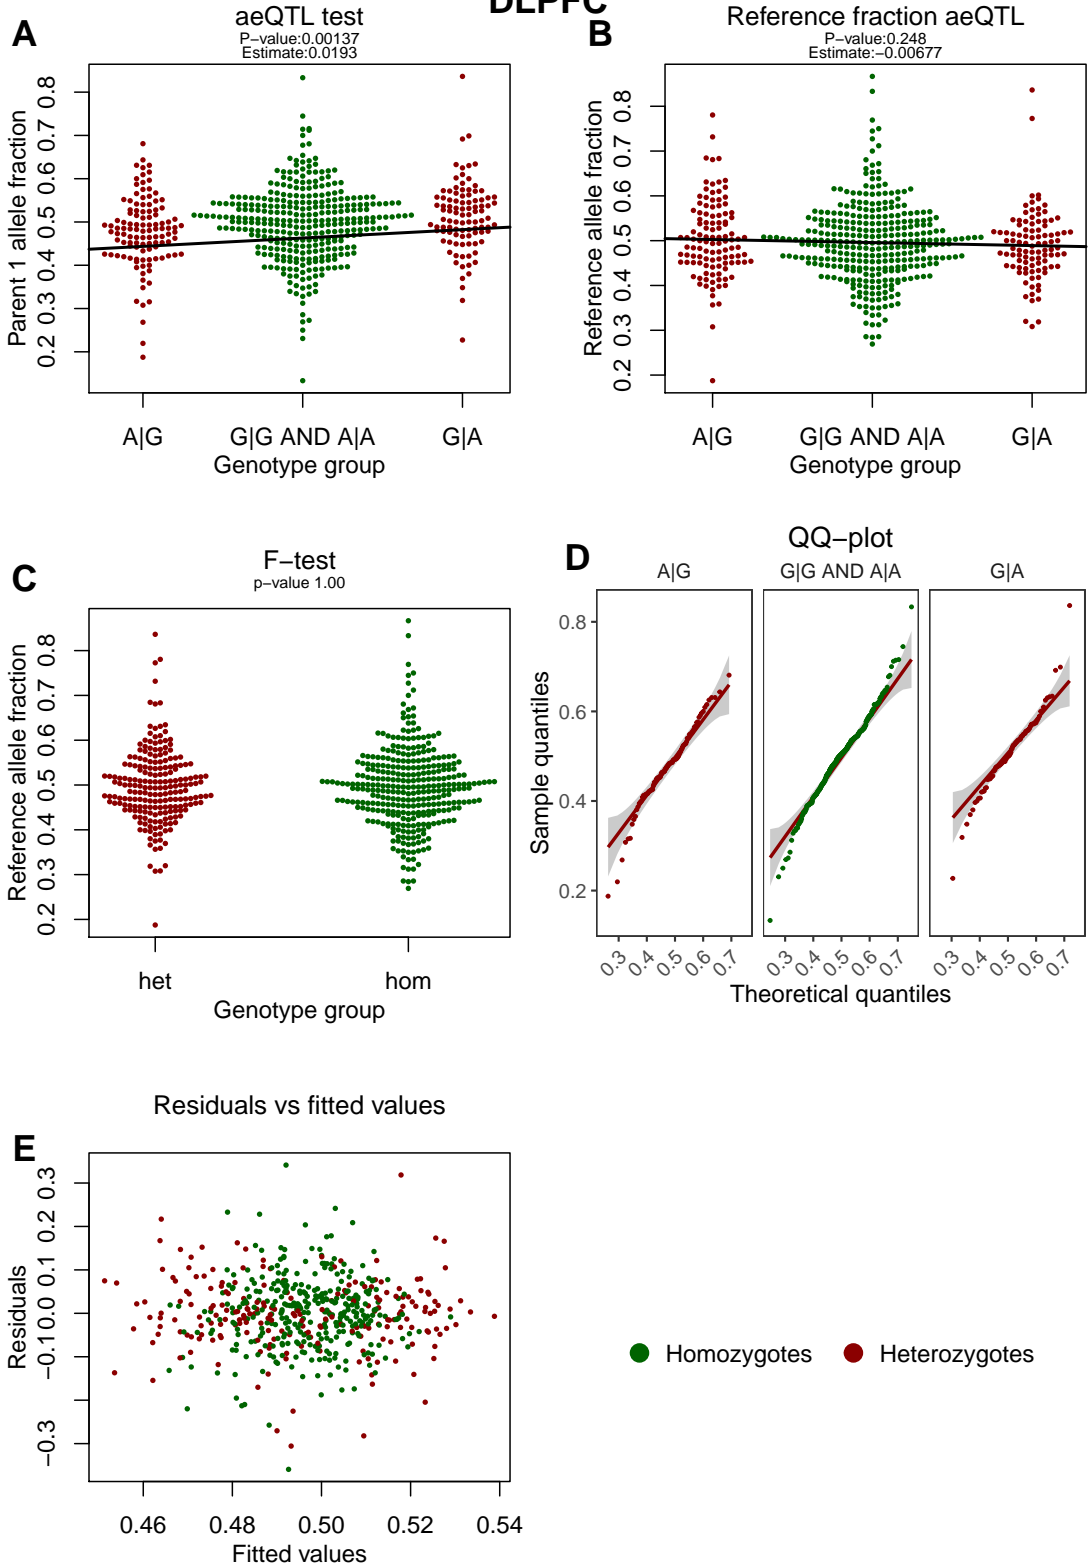 DLPFC
A
aeQTL test
P−value:0.00137
Estimate:0.0193
Parent 1 allele fraction
0.2 0.3 0.4 0.5 0.6 0.7 0.8
A|G G|G AND A|A G|A
Genotype group
B
Reference fraction aeQTL
P−value:0.248
Estimate:−0.00677
Reference allele fraction
0.2 0.3 0.4 0.5 0.6 0.7 0.8
A|G G|G AND A|A G|A
Genotype group
C
F−test
p−value 1.00
Reference allele fraction
0.2 0.3 0.4 0.5 0.6 0.7 0.8
het hom
Genotype group
D
QQ−plot
A|G G|G AND A|A G|A
Sample quantiles
0.8
0.6
0.4
0.2
0.3 0.4 0.5 0.6 0.7 0.3 0.4 0.5 0.6 0.7 0.3 0.4 0.5 0.6 0.7
Theoretical quantiles
E
Residuals vs fitted values
Residuals
−0.3 −0.1 0.0 0.1 0.2 0.3
0.46 0.48 0.50 0.52 0.54
Fitted values
Homozygotes Heterozygotes